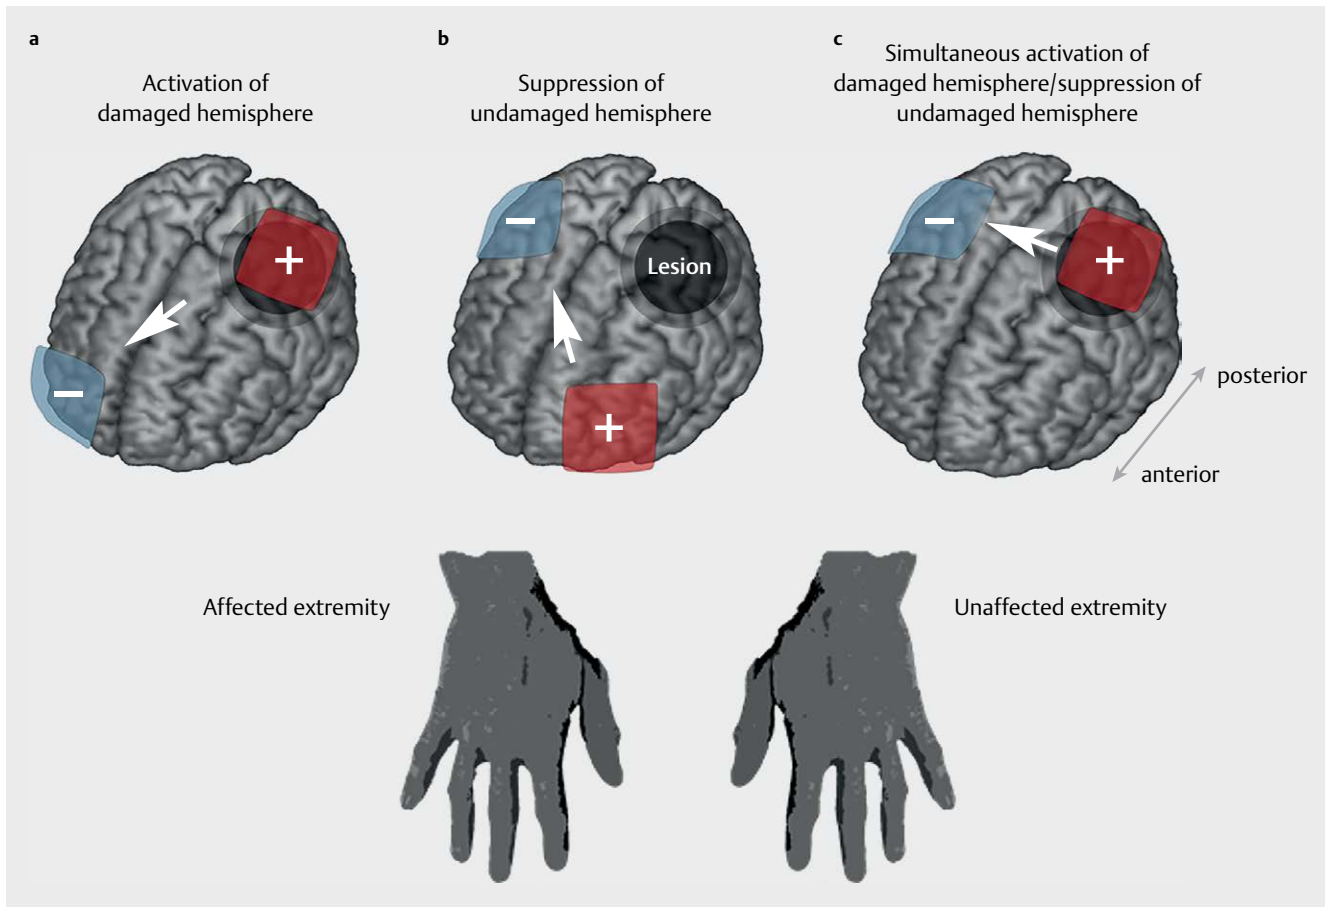 a
Activation of
damaged hemisphere
b
Suppression of
undamaged hemisphere
c
Simultaneous activation of
damaged hemisphere/suppression of
undamaged hemisphere
− +
− Lesion +
− +
posterior
anterior
Affected extremity
Unaffected extremity